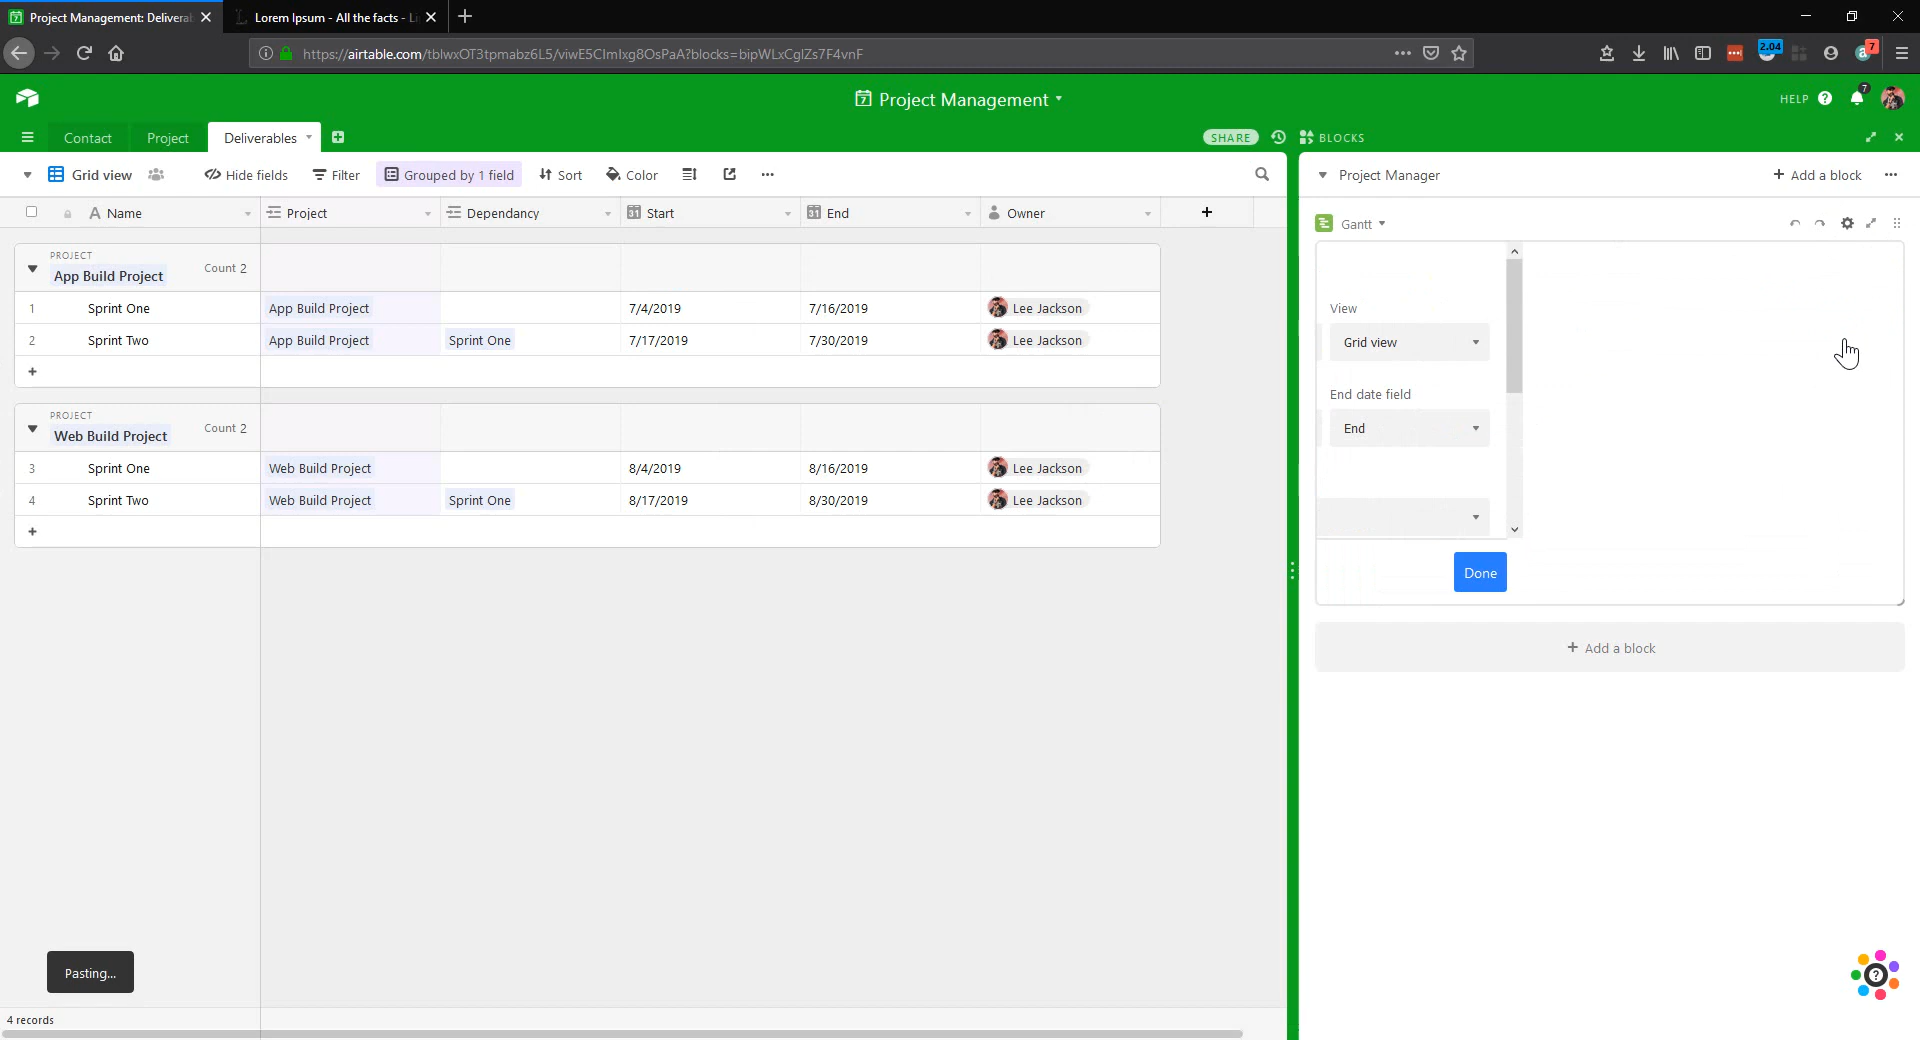 Project Management: Delivera
Lorem Ipsum - All the facts - Li
https://airtable.com/tblwxOT3tpmabz6L5/viwE5CImIxg8OsPaA?blocks=bipWLxCglZs7F4vnF
2.04
7
Project Management
HELP
7
Contact Project Deliverables
SHARE
BLOCKS
Grid view Hide fields Filter Grouped by 1 field Sort Color
Project Manager
Add a block
Name Project Dependancy Start End Owner
Gantt
PROJECT
App Build Project Count 2
1 Sprint One App Build Project 7/4/2019 7/16/2019 Lee Jackson
2 Sprint Two App Build Project Sprint One 7/17/2019 7/30/2019 Lee Jackson
PROJECT
Web Build Project Count 2
3 Sprint One Web Build Project 8/4/2019 8/16/2019 Lee Jackson
4 Sprint Two Web Build Project Sprint One 8/17/2019 8/30/2019 Lee Jackson
View
Grid view
End date field
End
Done
Add a block
Pasting...
4 records